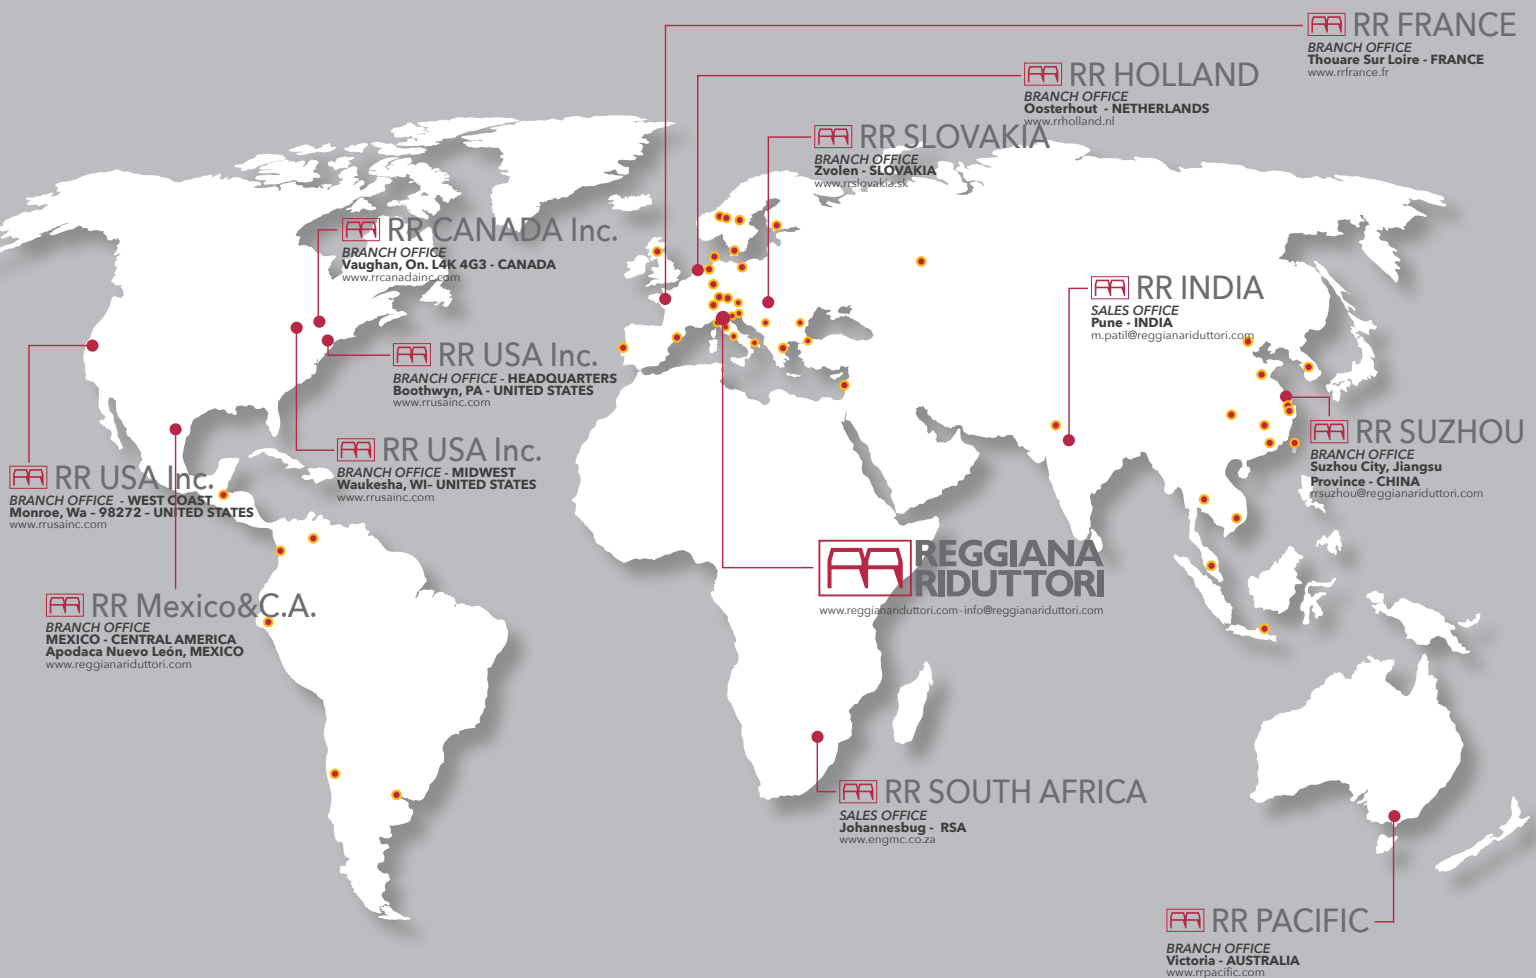 RR FRANCE
BRANCH OFFICE
Thouare Sur Loire - FRANCE
www.rrfrance.fr
RR HOLLAND
BRANCH OFFICE
Oosterhout - NETHERLANDS
www.rrholland.nl
RR SLOVAKIA
BRANCH OFFICE
Zvolen - SLOVAKIA
www.rrslovakia.sk
RR CANADA Inc.
BRANCH OFFICE
Vaughan, On. L4K 4G3 - CANADA
www.rrcanadainc.com
RR INDIA
SALES OFFICE
Pune - INDIA
m.patil@reggianariduttori.com
RR USA Inc.
BRANCH OFFICE - HEADQUARTERS
Boothwyn, PA - UNITED STATES
www.rrusainc.com
RR USA Inc.
BRANCH OFFICE - MIDWEST
Waukesha, WI- UNITED STATES
www.rrusainc.com
RR USA Inc.
BRANCH OFFICE - WEST COAST
Monroe, Wa - 98272 - UNITED STATES
www.rrusainc.com
RR SUZHOU
BRANCH OFFICE
Suzhou City, Jiangsu
Province - CHINA
rrsuzhou@reggianariduttori.com
REGGIANA
RIDUTTORI
www.reggianariduttori.com - info@reggianariduttori.com
RR Mexico&C.A.
BRANCH OFFICE
MEXICO - CENTRAL AMERICA
Apodaca Nuevo León, MEXICO
www.reggianariduttori.com
RR SOUTH AFRICA
SALES OFFICE
Johannesbug - RSA
www.engmc.co.za
RR PACIFIC
BRANCH OFFICE
Victoria - AUSTRALIA
www.rrpacific.com